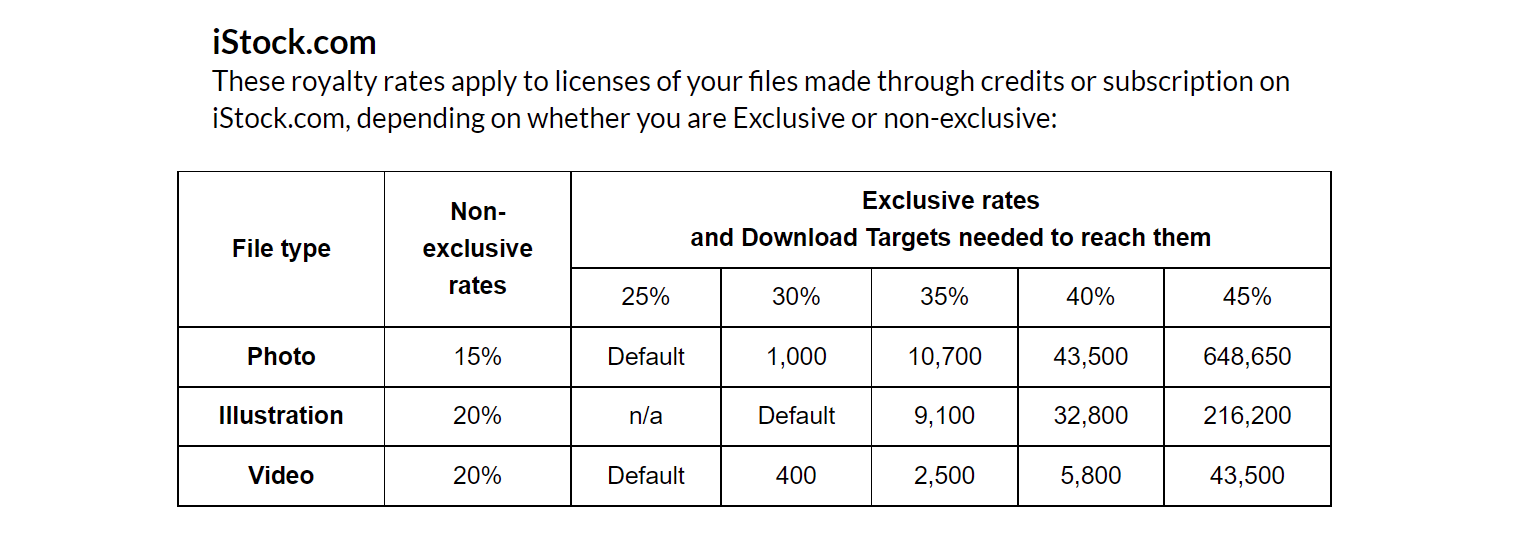 iStock.com
These royalty rates apply to licenses of your files made through credits or subscription on
iStock.com, depending on whether you are Exclusive or non-exclusive:
File type
Non-
exclusive
rates
Exclusive rates
and Download Targets needed to reach them
25% 30% 35% 40% 45%
Photo 15% Default 1,000 10,700 43,500 648,650
Illustration 20% n/a Default 9,100 32,800 216,200
Video 20% Default 400 2,500 5,800 43,500